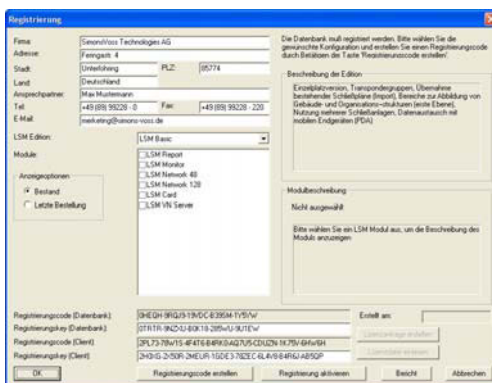 Registrierung
Firma: SimonsVoss Technologies AG
Adresse: Feringastr. 4
Stadt: Unterföhring PLZ: 85774
Land: Deutschland
Ansprechpartner: Max Mustermann
Tel: +49 (89) 99228 - 0 Fax: +49 (89) 99228 - 220
E-Mail: marketing@simons-voss.de
LSM Edition: LSM Basic
Module:
LSM Report
LSM Monitor
LSM Network 48
LSM Network 128
LSM Card
LSM VN Server
Anzeigeoptionen
Bestand
Letzte Bestellung
Die Datenbank muß registriert werden. Bitte wählen Sie die
gewünschte Konfiguration und erstellen Sie einen Registrierungscode
durch Betätigen der Taste 'Registrierungscode erstellen'.
Beschreibung der Edition
Einzelplatzversion, Transpondergruppen, Übernahme
bestehender Schließpläne (Import), Bereiche zur Abbildung von
Gebäude- und Organisations-strukturen (erste Ebene),
Nutzung mehrerer Schließanlagen, Datenaustausch mit
mobilen Endgeräten (PDA)
Modulbeschreibung
Nicht ausgewählt
Bitte wählen Sie ein LSM Modul aus, um die Beschreibung des
Moduls anzuzeigen
Registrierungscode (Datenbank)
Registrierungskey (Datenbank)
Registrierungscode (Client)
Registrierungskey (Client)
Erstellt am:
Lizenzanfrage erstellen
OK
Registrierungscode erstellen
Registrierung aktivieren
Bericht
Abbrechen